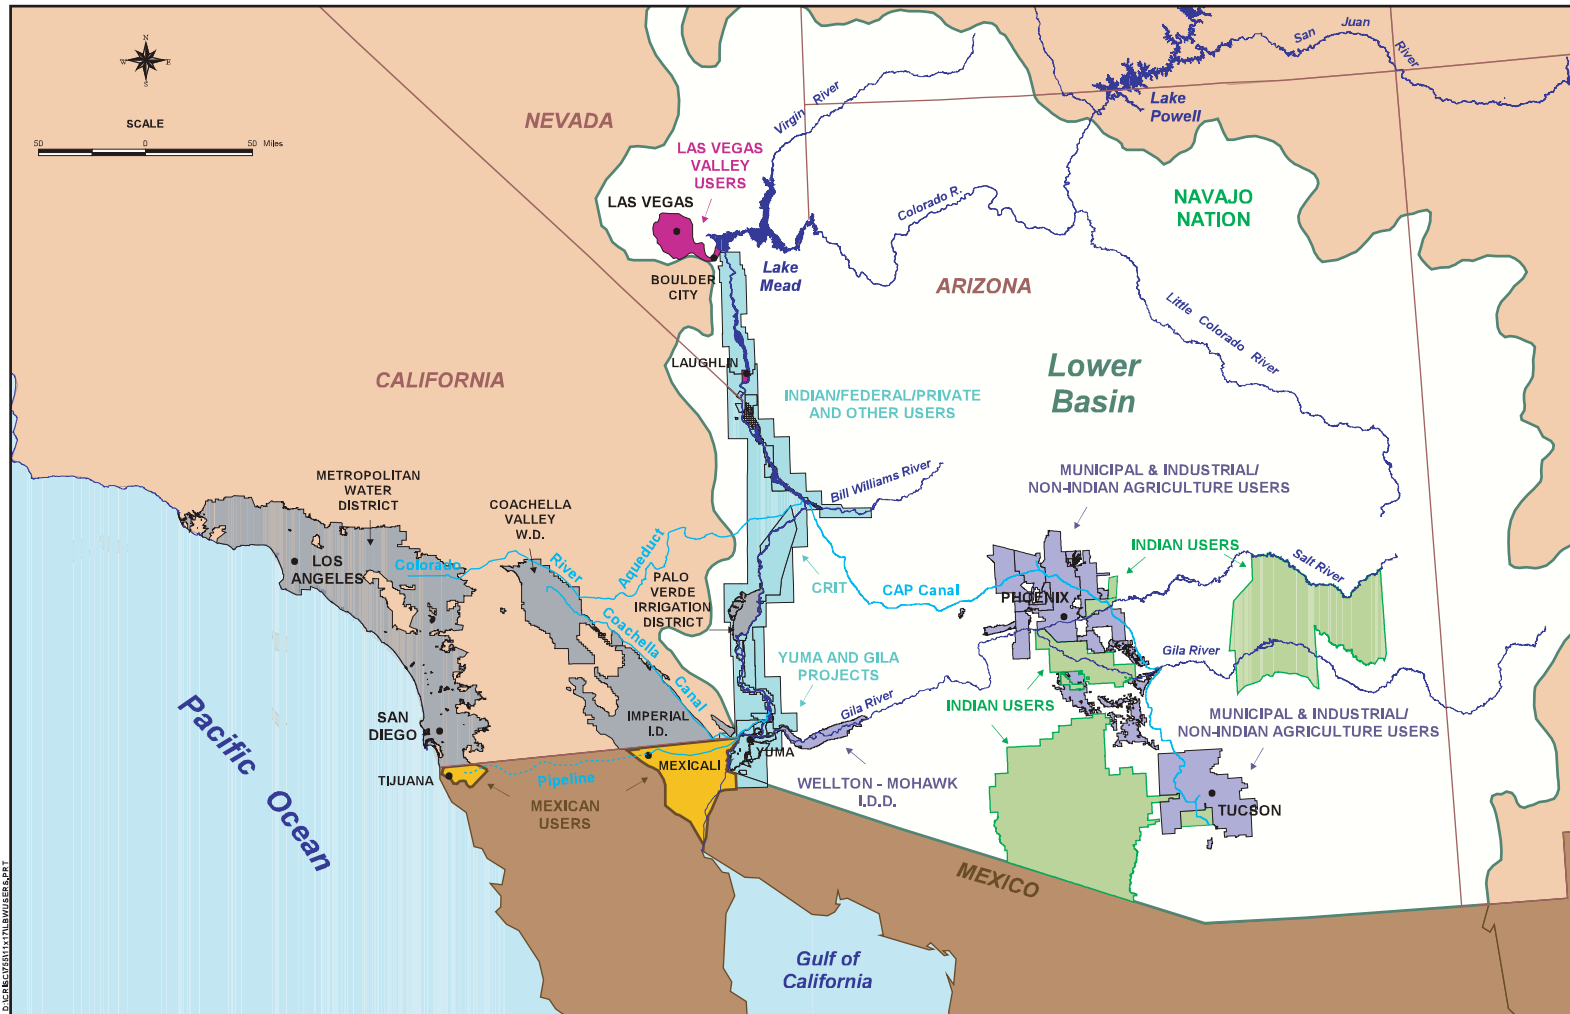 N
W
E
S
SCALE
50
0
50 Miles
NEVADA
CALIFORNIA
ARIZONA
MEXICO
San
Juan
River
Lake
Powell
Virgin River
LAS VEGAS
VALLEY
USERS
LAS VEGAS
BOULDER
CITY
Lake
Mead
Colorado R.
NAVAJO
NATION
Little Colorado River
Lower
Basin
LAUGHLIN
INDIAN/FEDERAL/PRIVATE
AND OTHER USERS
Bill Williams River
MUNICIPAL & INDUSTRIAL/
NON-INDIAN AGRICULTURE USERS
METROPOLITAN
WATER
DISTRICT
COACHELLA
VALLEY
W.D.
LOS
ANGELES
Colorado
River
Aqueduct
PALO
VERDE
IRRIGATION
DISTRICT
CRIT
CAP Canal
INDIAN USERS
Salt River
PHOENIX
Coachella
Canal
YUMA AND GILA
PROJECTS
Gila River
Gila River
INDIAN USERS
MUNICIPAL & INDUSTRIAL/
NON-INDIAN AGRICULTURE USERS
IMPERIAL
I.D.
SAN
DIEGO
YUMA
MEXICALI
TIJUANA
Pipeline
MEXICAN
USERS
WELLTON - MOHAWK
I.D.D.
TUCSON
Pacific
Ocean
Gulf of
California